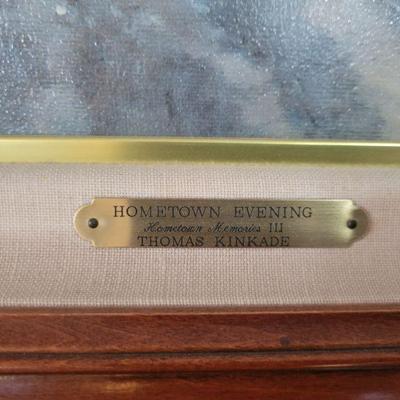 HOMETOWN EVENING
Hometown Memories III
THOMAS KINKADE